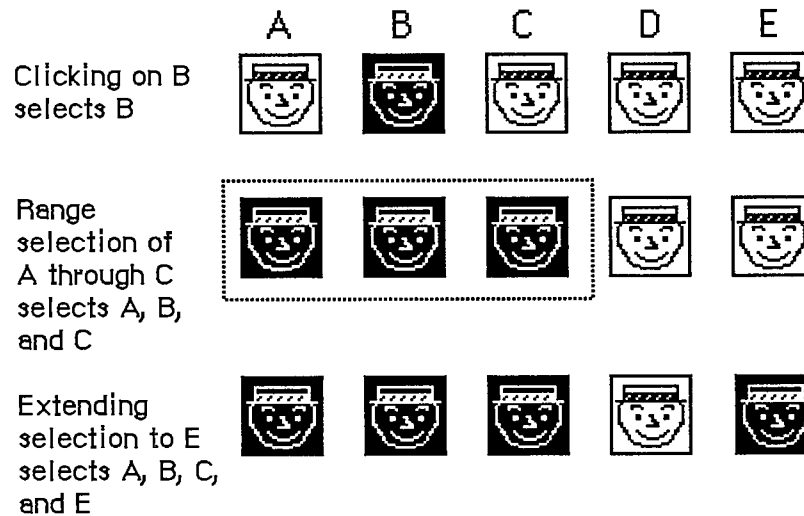 A B C D E
Clicking on B
selects B
Range
selection of
A through C
selects A, B,
and C
Extending
selection to E
selects A, B, C,
and E